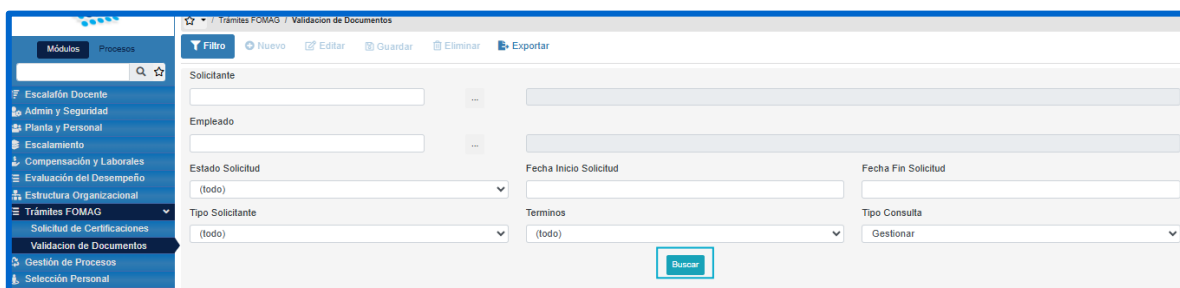 / Trámites FOMAG / Validacion de Documentos
Módulos Procesos
Filtro Nuevo Editar Guardar Eliminar Exportar
Solicitante
...
Empleado
...
Estado Solicitud Fecha Inicio Solicitud Fecha Fin Solicitud
(todo)
Tipo Solicitante Terminos Tipo Consulta
(todo) (todo) Gestionar
Buscar
Escalafón Docente
Admin y Seguridad
Planta y Personal
Escalamiento
Compensación y Laborales
Evaluación del Desempeño
Estructura Organizacional
Trámites FOMAG
Solicitud de Certificaciones
Validacion de Documentos
Gestión de Procesos
Selección Personal